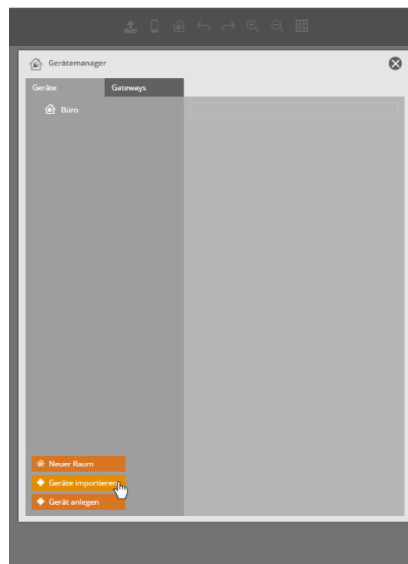 Gerätemanager
Geräte
Gateways
Büro
Neuer Raum
Geräte importieren
Gerät anlegen